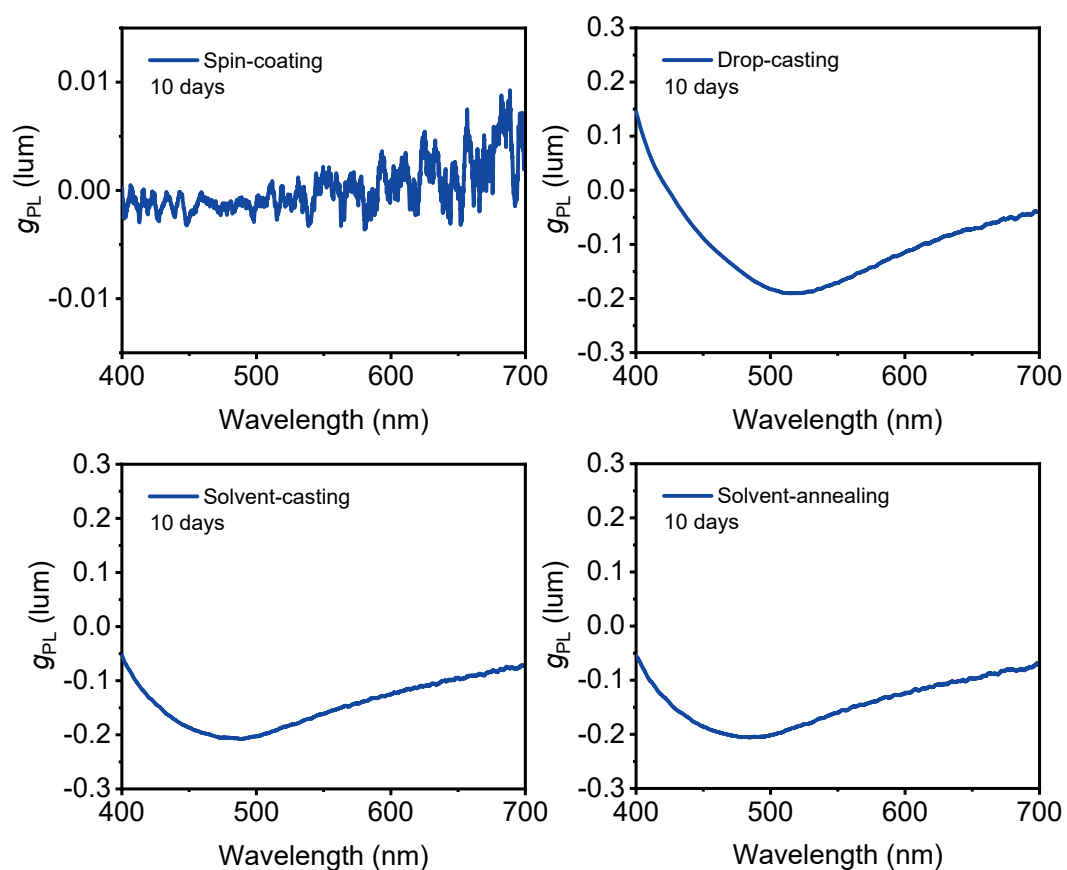 Spin-coating
10 days
0.01
0.00
-0.01
g_PL (lum)
400 500 600 700
Wavelength (nm)
Drop-casting
10 days
0.3
0.2
0.1
0.0
-0.1
-0.2
-0.3
g_PL (lum)
400 500 600 700
Wavelength (nm)
Solvent-casting
10 days
0.3
0.2
0.1
0.0
-0.1
-0.2
-0.3
g_PL (lum)
400 500 600 700
Wavelength (nm)
Solvent-annealing
10 days
0.3
0.2
0.1
0.0
-0.1
-0.2
-0.3
g_PL (lum)
400 500 600 700
Wavelength (nm)